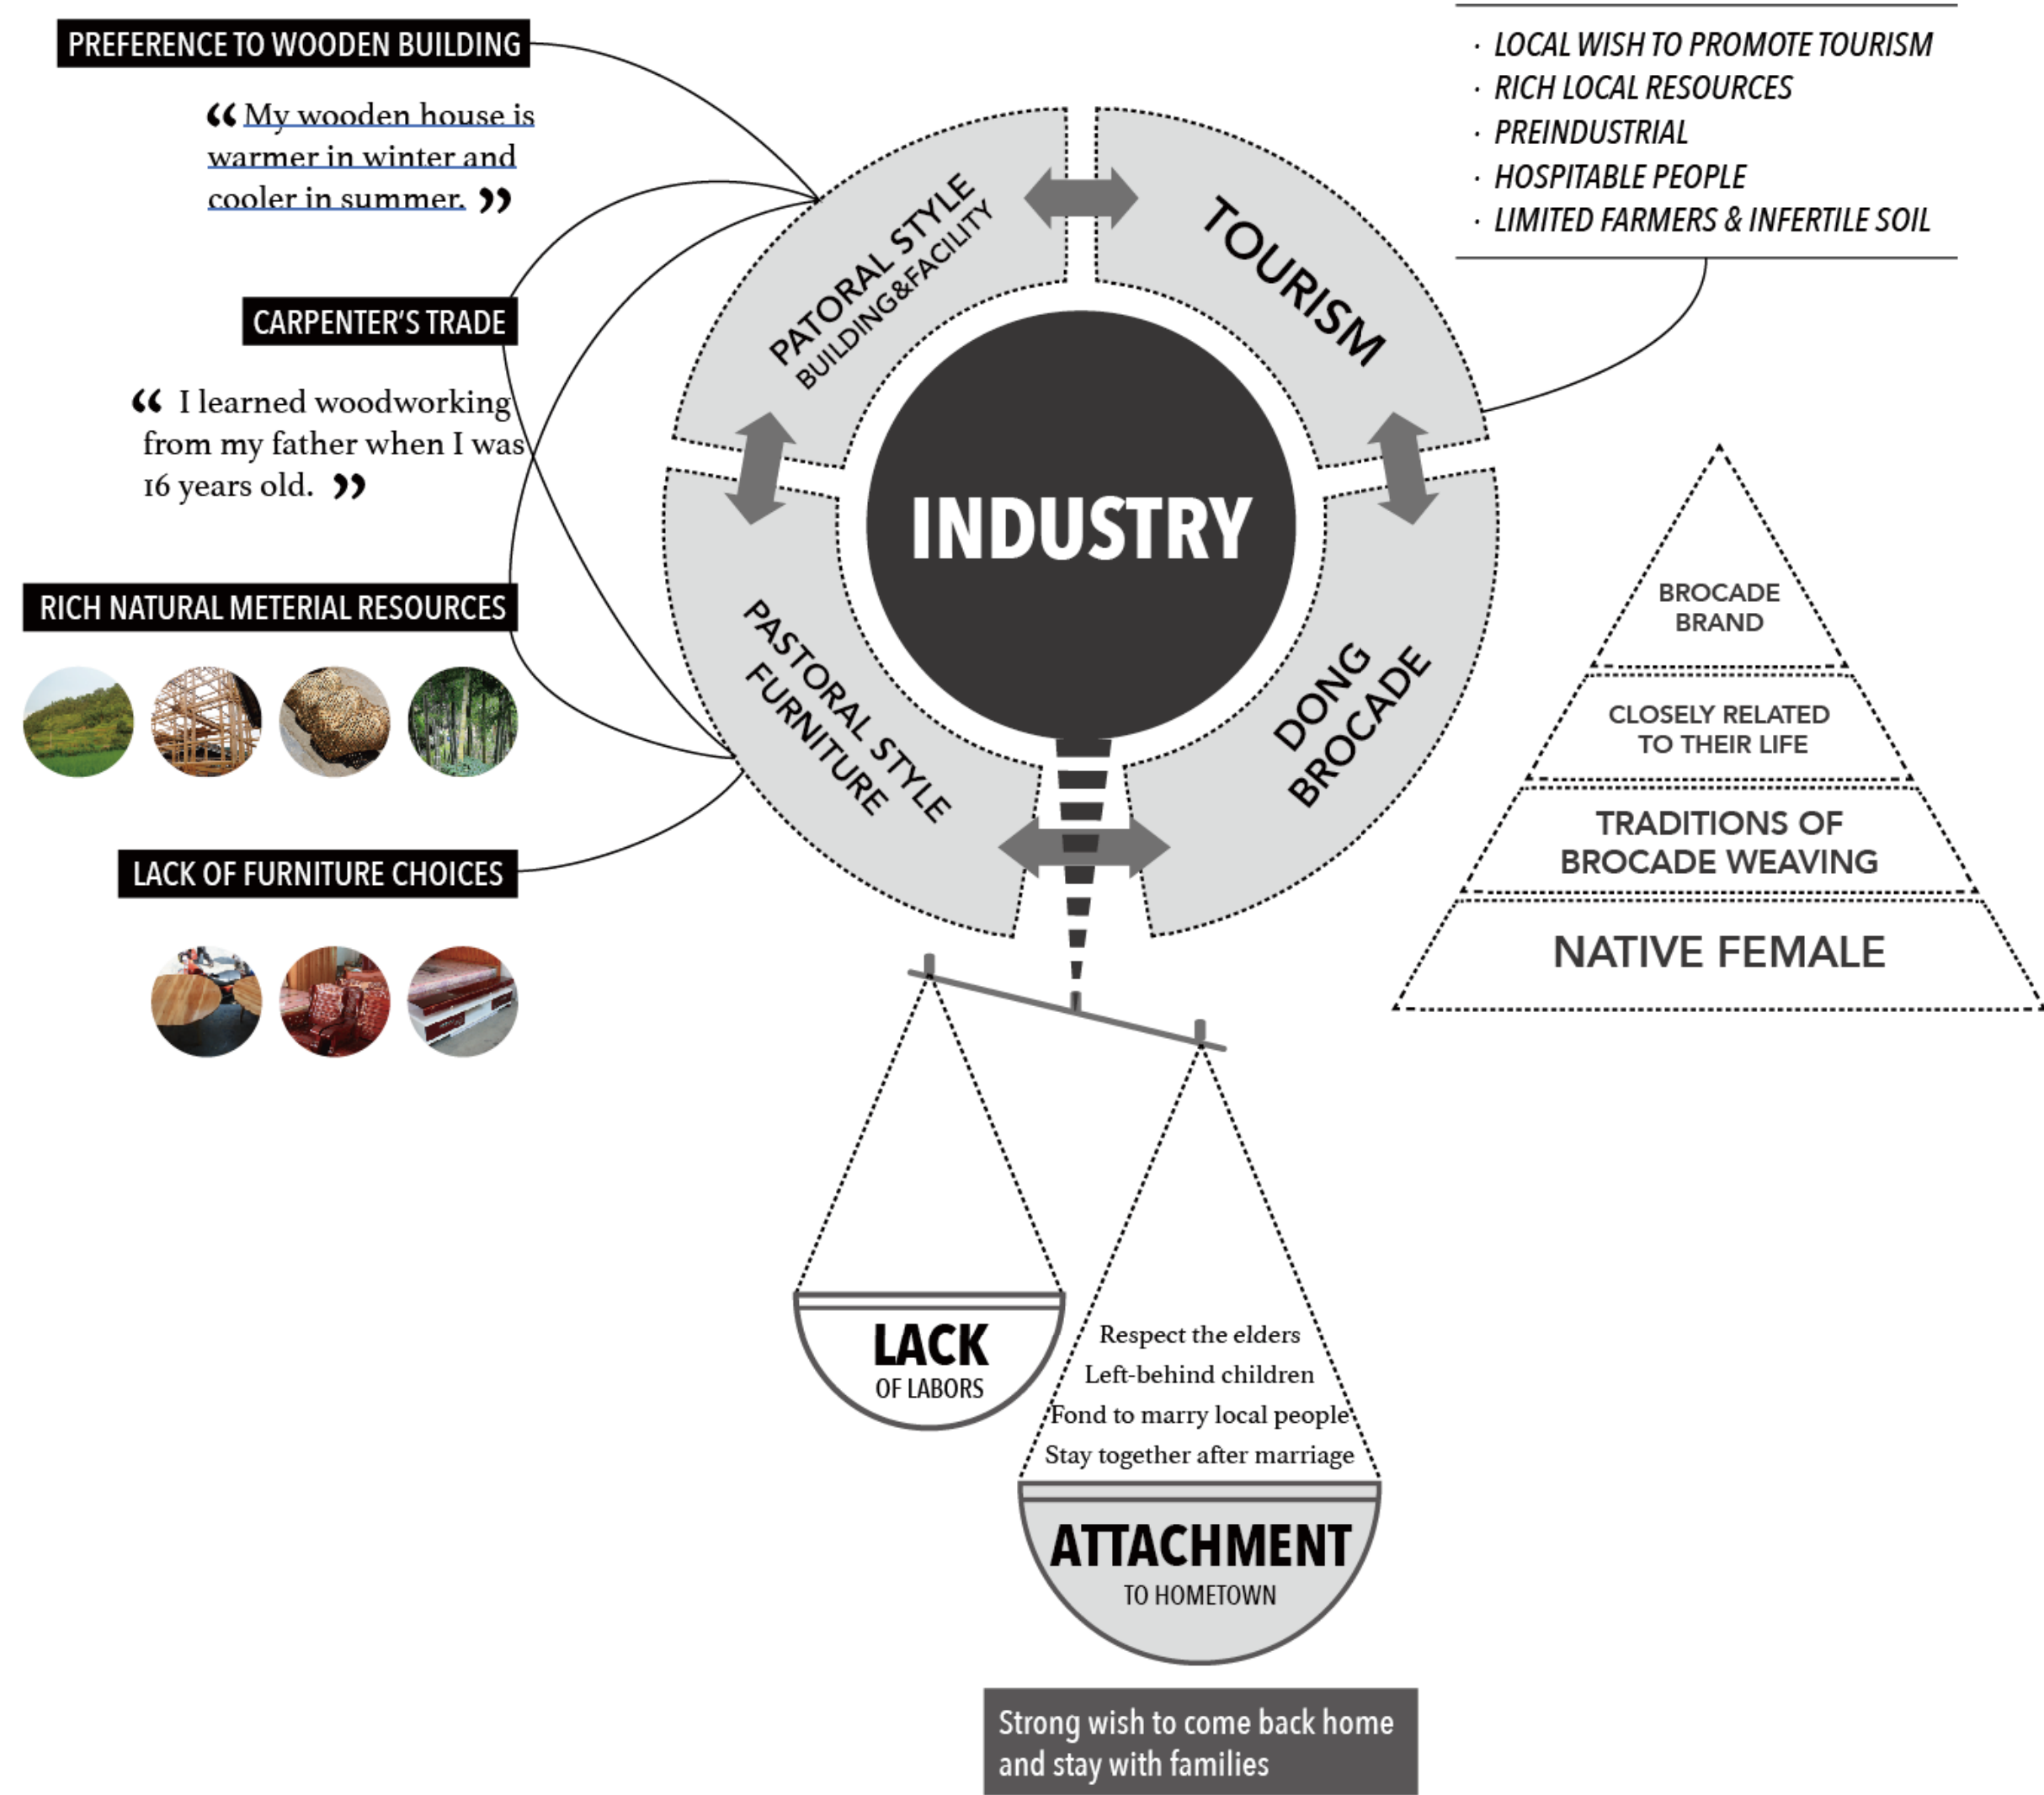 PREFERENCE TO WOODEN BUILDING
“ My wooden house is
warmer in winter and
cooler in summer. ”
CARPENTER’S TRADE
“ I learned woodworking
from my father when I was
16 years old. ”
RICH NATURAL METERIAL RESOURCES
LACK OF FURNITURE CHOICES
PATORAL STYLE
BUILDING&FACILITY
TOURISM
PASTORAL STYLE
FURNITURE
DONG
BROCADE
INDUSTRY
· LOCAL WISH TO PROMOTE TOURISM
· RICH LOCAL RESOURCES
· PREINDUSTRIAL
· HOSPITABLE PEOPLE
· LIMITED FARMERS & INFERTILE SOIL
BROCADE
BRAND
CLOSELY RELATED
TO THEIR LIFE
TRADITIONS OF
BROCADE WEAVING
NATIVE FEMALE
LACK
OF LABORS
Respect the elders
Left-behind children
Fond to marry local people
Stay together after marriage
ATTACHMENT
TO HOMETOWN
Strong wish to come back home
and stay with families